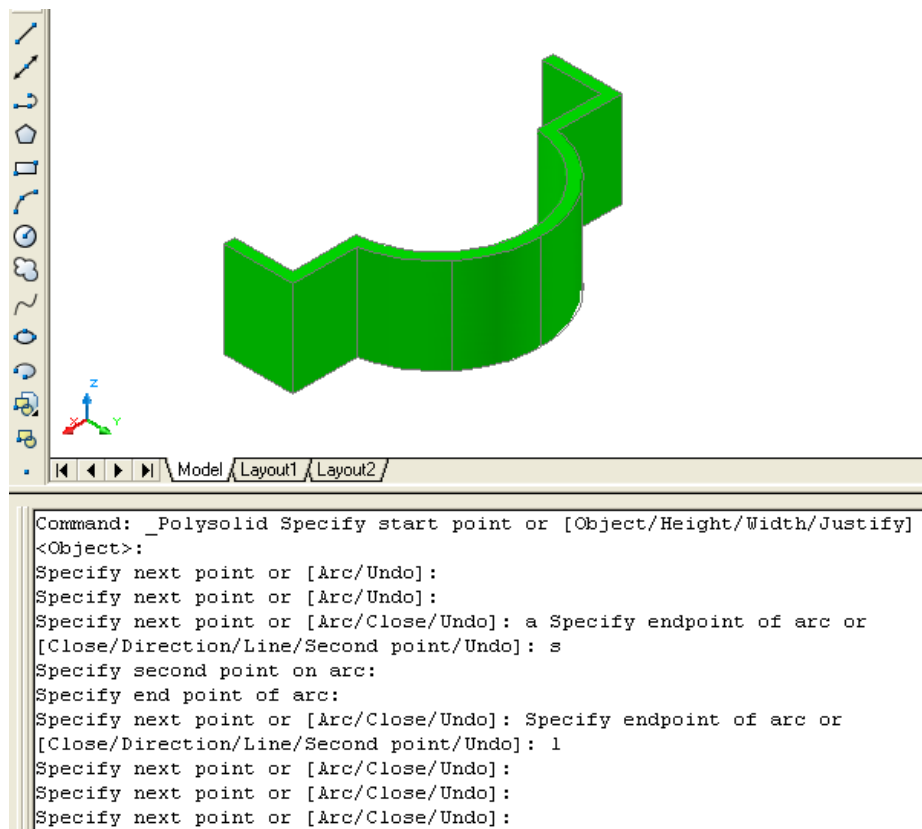 Z
X
Y
Model Layout1 Layout2
Command: _Polysolid Specify start point or [Object/Height/Width/Justify]
<Object>:
Specify next point or [Arc/Undo]:
Specify next point or [Arc/Undo]:
Specify next point or [Arc/Close/Undo]: a Specify endpoint of arc or
[Close/Direction/Line/Second point/Undo]: s
Specify second point on arc:
Specify end point of arc:
Specify next point or [Arc/Close/Undo]: Specify endpoint of arc or
[Close/Direction/Line/Second point/Undo]: l
Specify next point or [Arc/Close/Undo]:
Specify next point or [Arc/Close/Undo]:
Specify next point or [Arc/Close/Undo]: